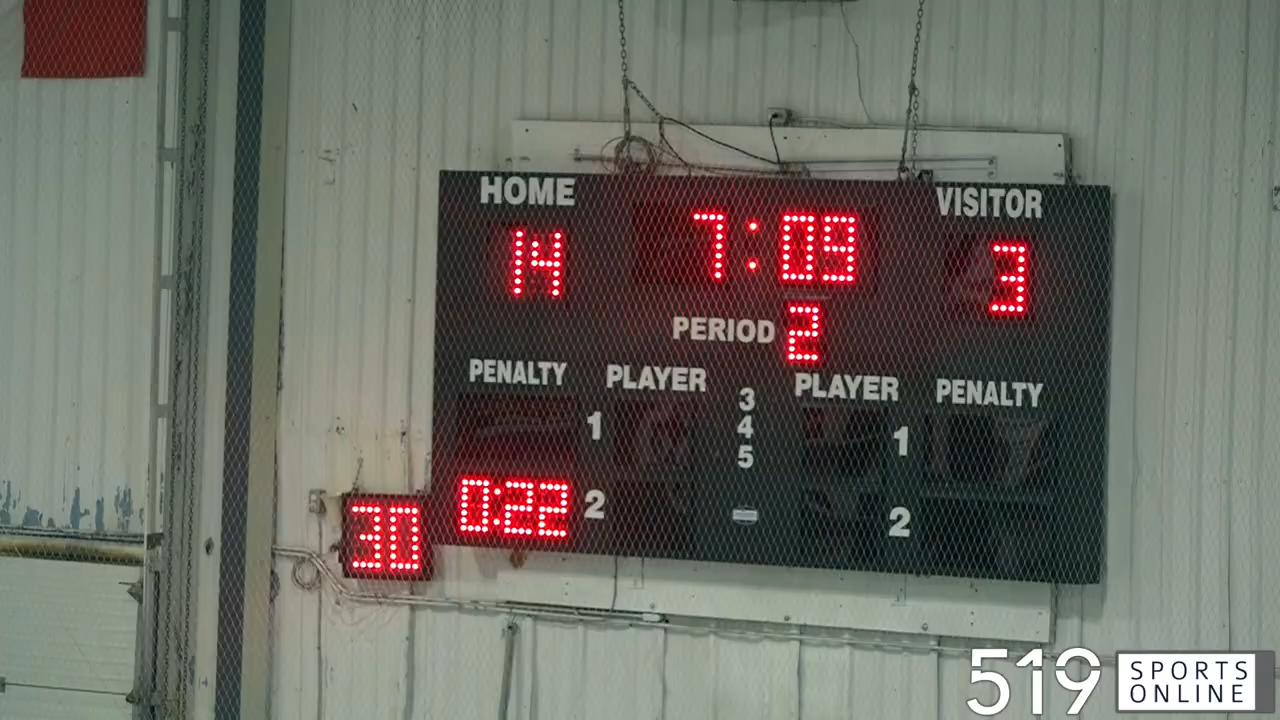 HOME
7:09
VISITOR
14
3
PERIOD 2
PENALTY PLAYER
PLAYER PENALTY
3
4
5
1
1
0:22 2
2
30
519 SPORTS ONLINE